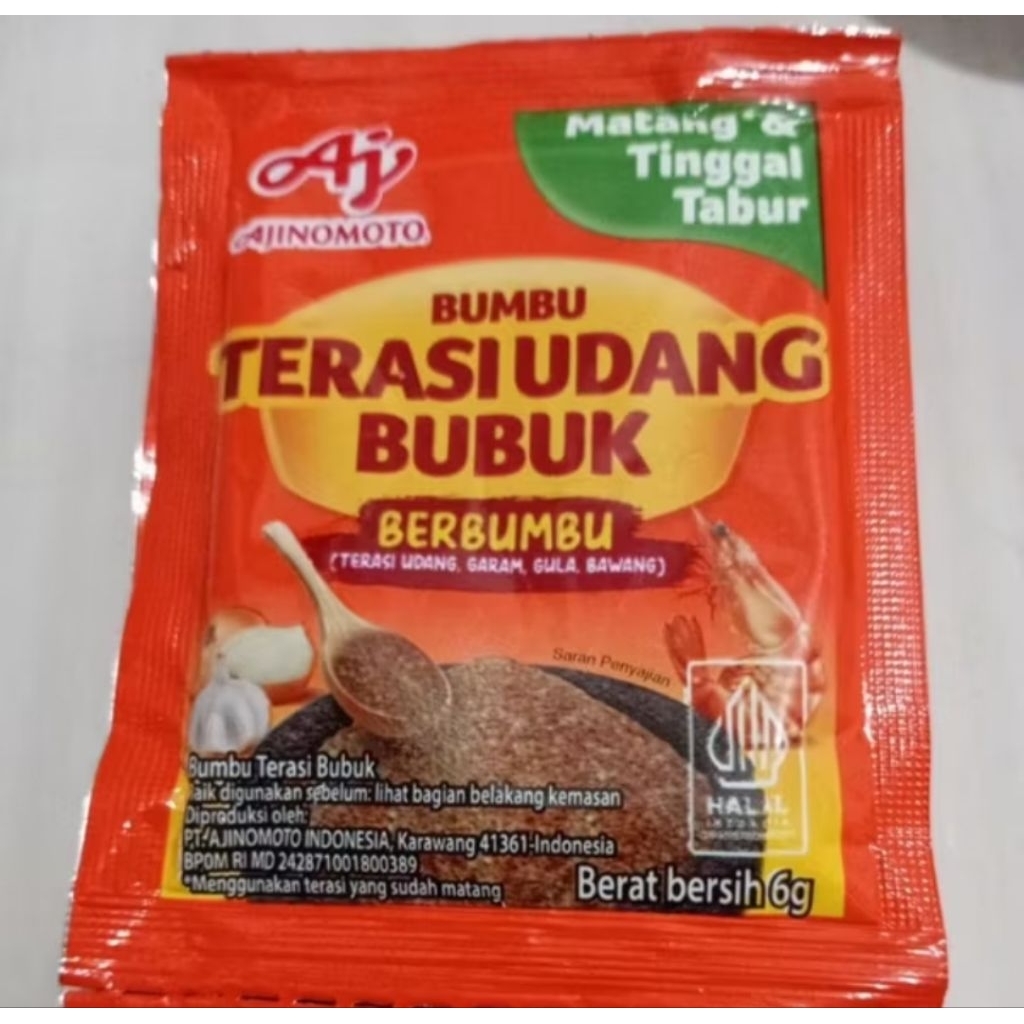 Aj
AJINOMOTO
Matang* &
Tinggal
Tabur
BUMBU
TERASI UDANG
BUBUK
BERBUMBU
(TERASI UDANG, GARAM, GULA, BAWANG)
Saran Penyajian
Bumbu Terasi Bubuk
Baik digunakan sebelum: lihat bagian belakang kemasan
Diproduksi oleh:
PT. AJINOMOTO INDONESIA, Karawang 41361-Indonesia
BPOM RI MD 242871001800389
*Menggunakan terasi yang sudah matang
HALAL
INDONESIA
Berat bersih 6g